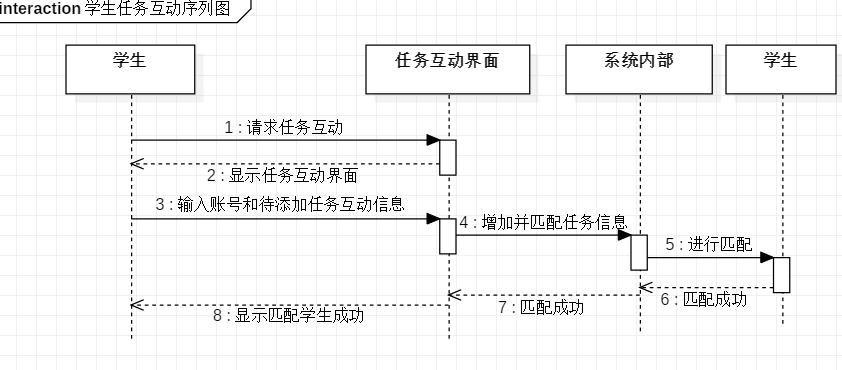 interaction 学生任务互动序列图
学生
任务互动界面
系统内部
学生
1 : 请求任务互动
2 : 显示任务互动界面
3 : 输入账号和待添加任务互动信息
4 : 增加并匹配任务信息
5 : 进行匹配
6 : 匹配成功
7 : 匹配成功
8 : 显示匹配学生成功